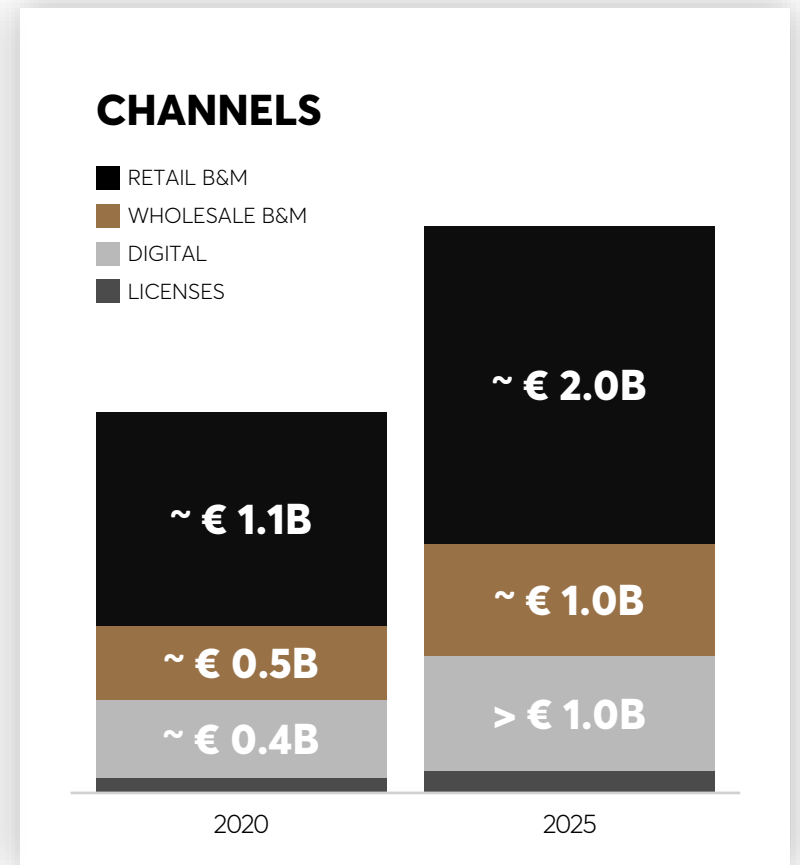 CHANNELS
RETAIL B&M
WHOLESALE B&M
DIGITAL
LICENSES
~ € 1.1B
~ € 0.5B
~ € 0.4B
2020
~ € 2.0B
~ € 1.0B
> € 1.0B
2025